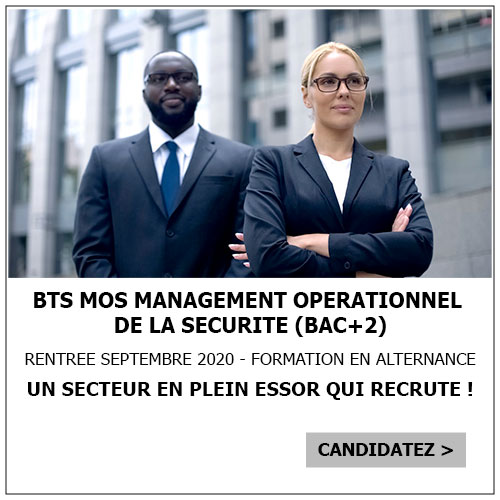 BTS MOS MANAGEMENT OPERATIONNEL
DE LA SECURITE (BAC+2)
RENTREE SEPTEMBRE 2020 - FORMATION EN ALTERNANCE
UN SECTEUR EN PLEIN ESSOR QUI RECRUTE !
CANDIDATEZ >